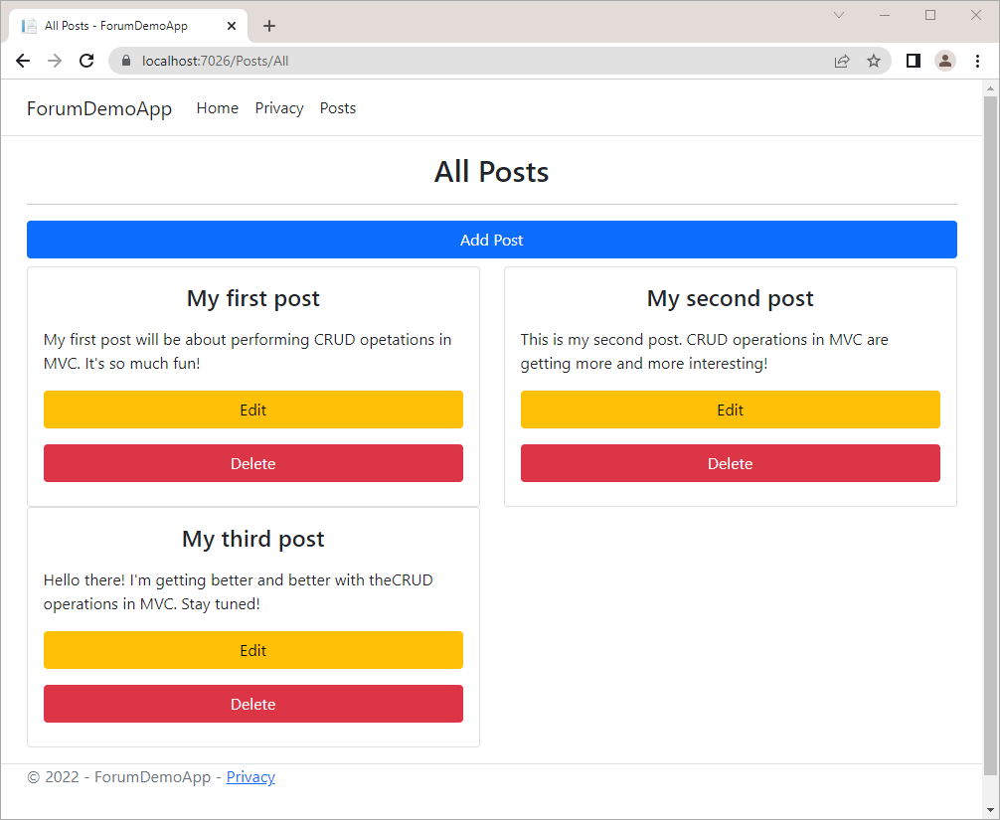 All Posts - ForumDemoApp
localhost:7026/Posts/All
ForumDemoApp Home Privacy Posts
All Posts
Add Post
My first post
My first post will be about performing CRUD opetations in
MVC. It's so much fun!
Edit
Delete
My second post
This is my second post. CRUD operations in MVC are
getting more and more interesting!
Edit
Delete
My third post
Hello there! I'm getting better and better with theCRUD
operations in MVC. Stay tuned!
Edit
Delete
© 2022 - ForumDemoApp - Privacy